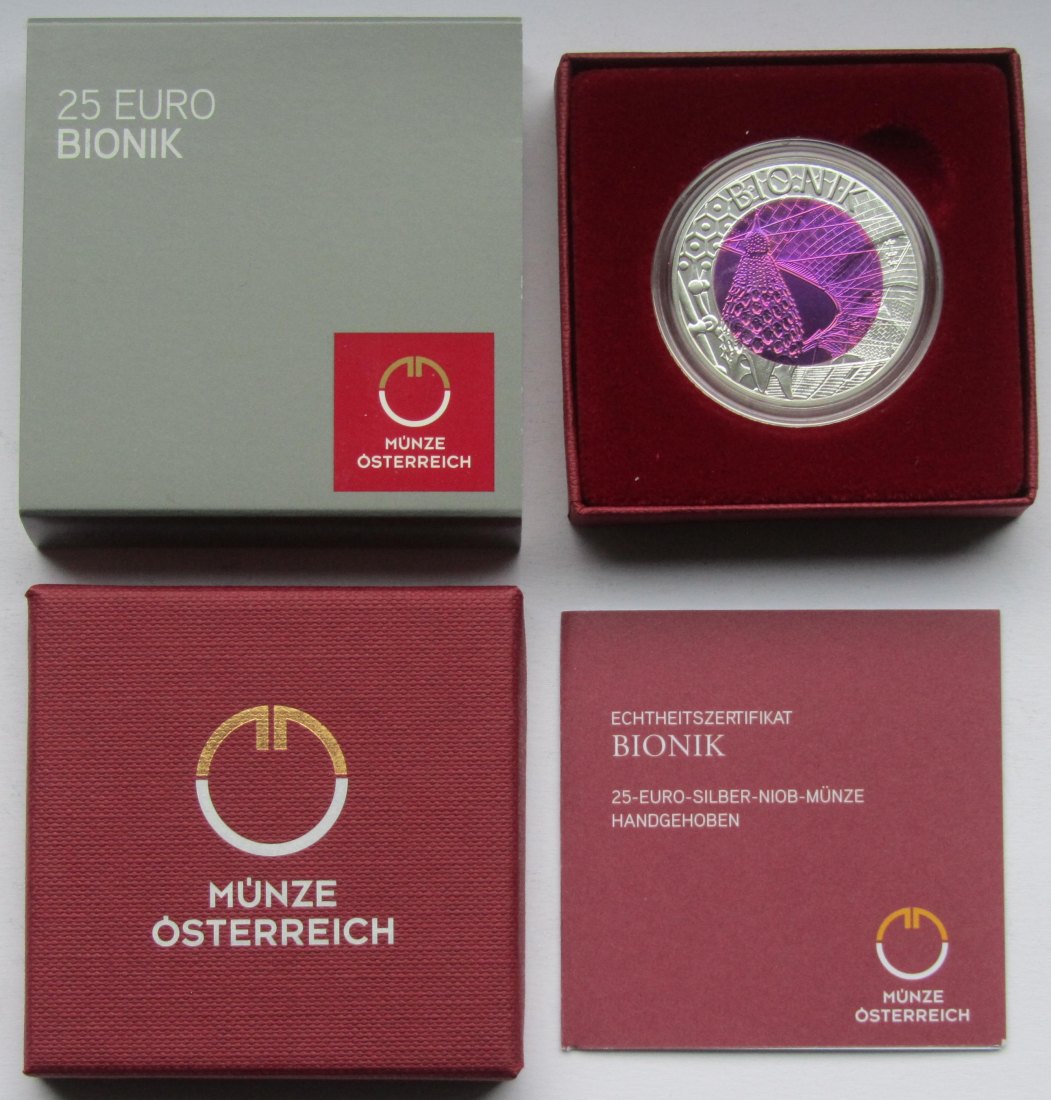 25 EURO
BIONIK
MÜNZE
ÖSTERREICH
BIONIK
MÜNZE
ÖSTERREICH
ECHTHEITSZERTIFIKAT
BIONIK
25-EURO-SILBER-NIOB-MÜNZE
HANDGEHOBEN
MÜNZE
ÖSTERREICH